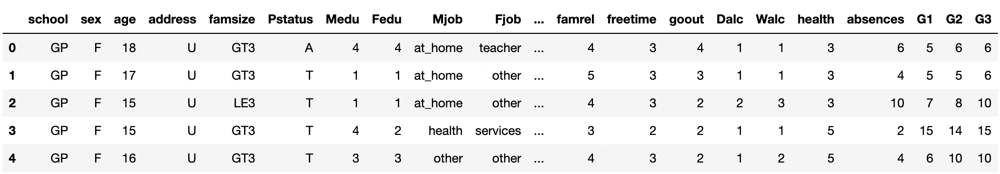 school sex age address famsize Pstatus Medu Fedu Mjob Fjob ... famrel freetime goout Dalc Walc health absences G1 G2 G3
0 GP F 18 U GT3 A 4 4 at_home teacher ... 4 3 4 1 1 3 6 5 6 6
1 GP F 17 U GT3 T 1 1 at_home other ... 5 3 3 1 1 3 4 5 5 6
2 GP F 15 U LE3 T 1 1 at_home other ... 4 3 2 2 3 3 10 7 8 10
3 GP F 15 U GT3 T 4 2 health services ... 3 2 2 1 1 5 2 15 14 15
4 GP F 16 U GT3 T 3 3 other other ... 4 3 2 1 2 5 4 6 10 10